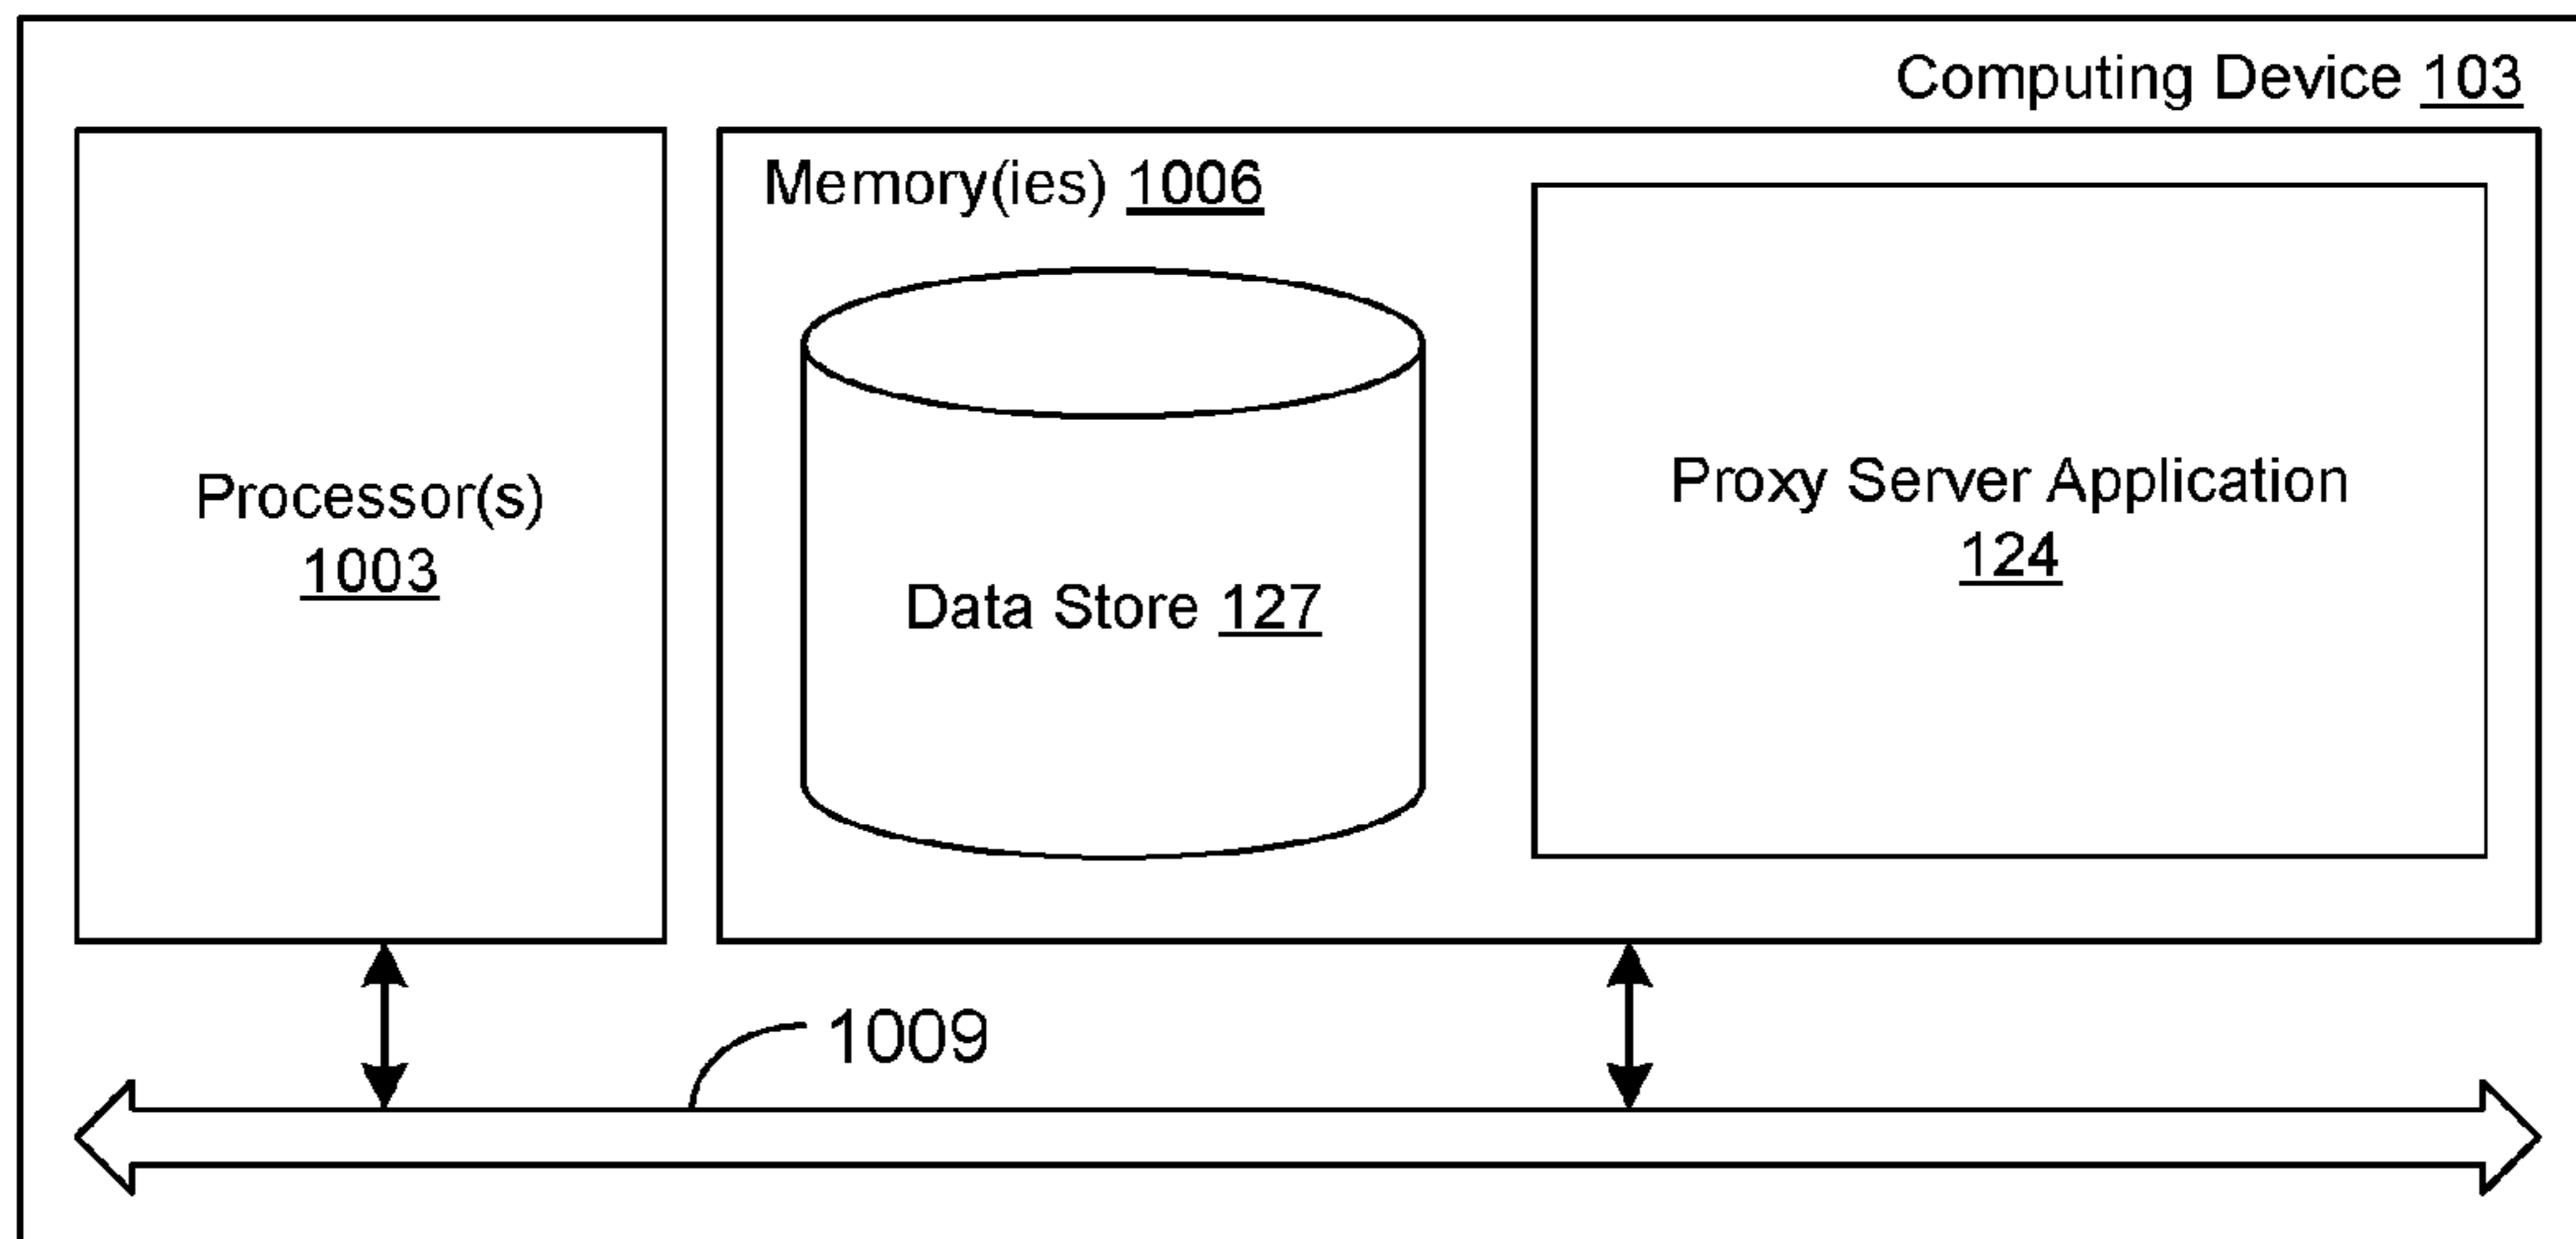 Computing Device 103
Memory(ies) 1006
Processor(s)
1003
Data Store 127
Proxy Server Application
124
1009